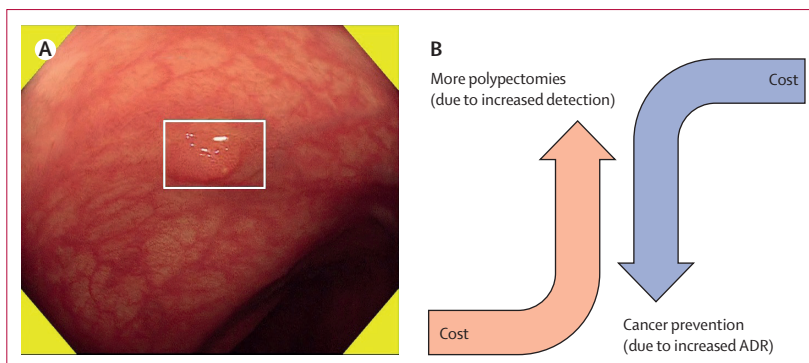 A
B
More polypectomies
(due to increased detection)
Cost
Cost
Cancer prevention
(due to increased ADR)